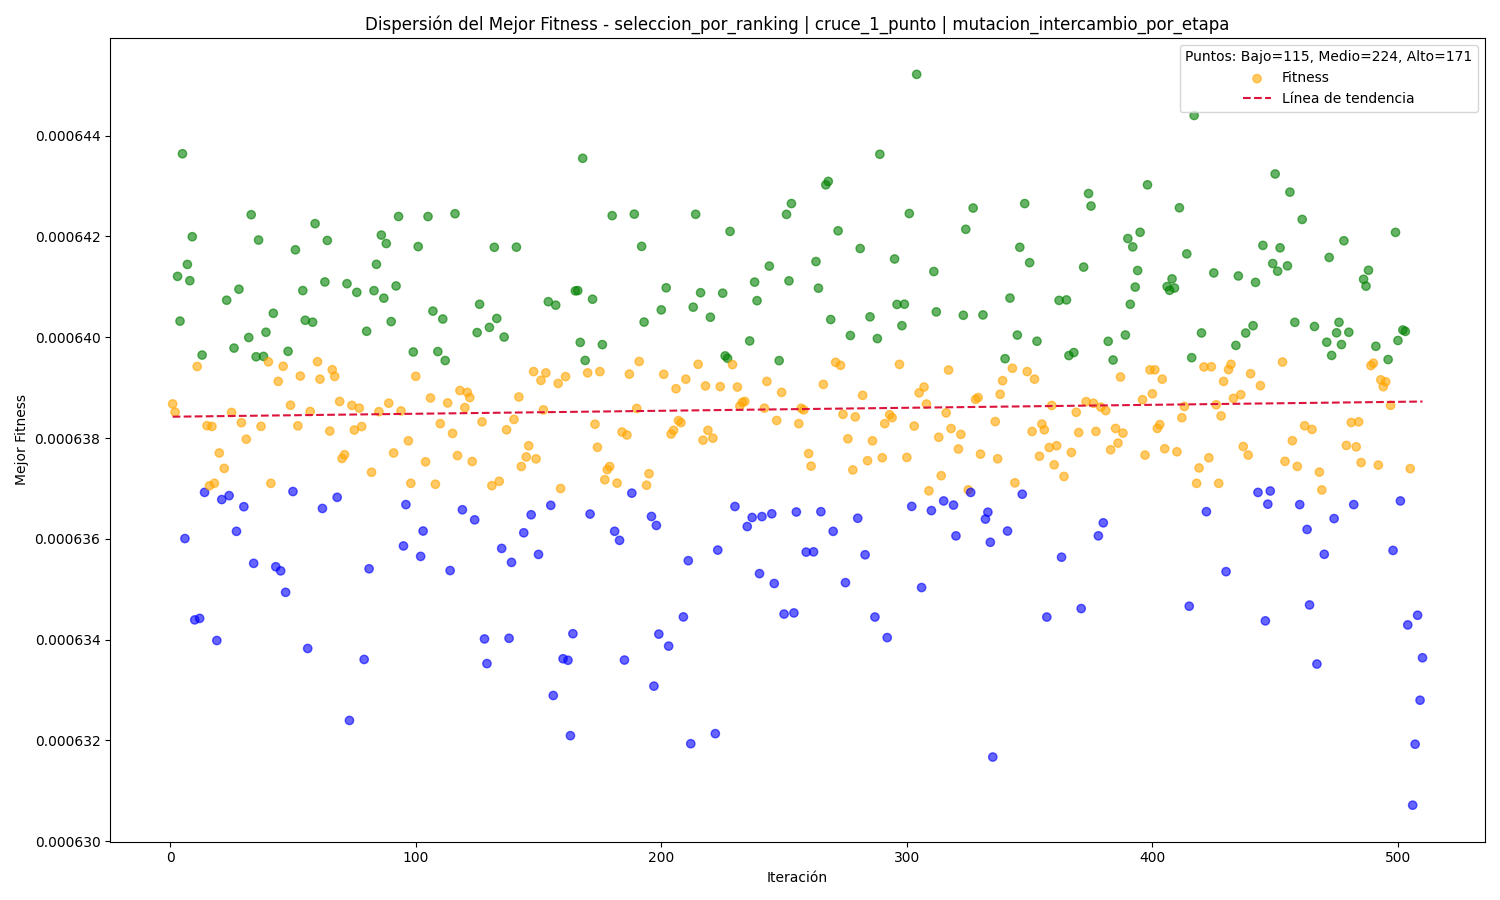 Dispersión del Mejor Fitness - seleccion_por_ranking | cruce_1_punto | mutacion_intercambio_por_etapa
Puntos: Bajo=115, Medio=224, Alto=171
Fitness
Línea de tendencia
Mejor Fitness
0.000644
0.000642
0.000640
0.000638
0.000636
0.000634
0.000632
0.000630
0
100
200
300
400
500
Iteración